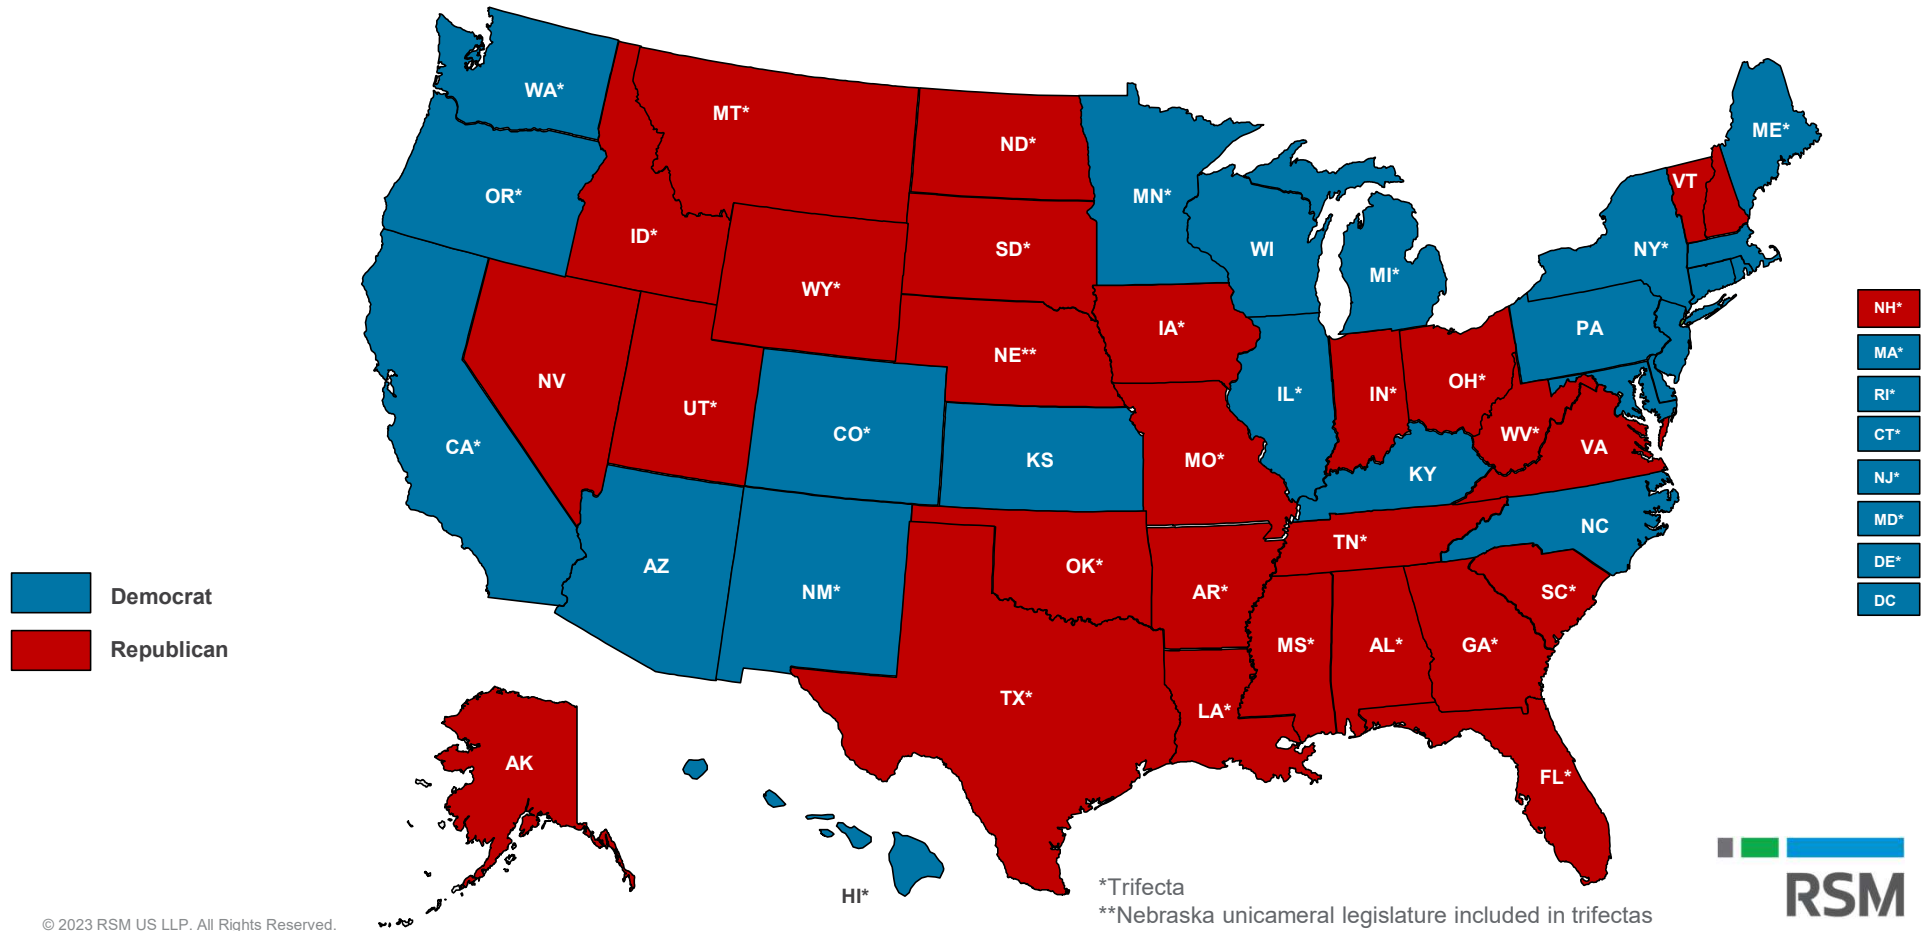 WA*
MT*
ND*
MN*
ME*
OR*
ID*
SD*
WI
MI*
NY*
VT
WY*
IA*
PA
NE**
NV
UT*
CO*
IL*
IN*
OH*
CA*
KS
MO*
KY
WV*
VA
NC
TN*
AZ
NM*
OK*
AR*
SC*
MS*
AL*
GA*
TX*
LA*
AK
FL*
HI*
NH*
MA*
RI*
CT*
NJ*
MD*
DE*
DC
Democrat
Republican
*Trifecta
**Nebraska unicameral legislature included in trifectas
© 2023 RSM US LLP. All Rights Reserved.
RSM